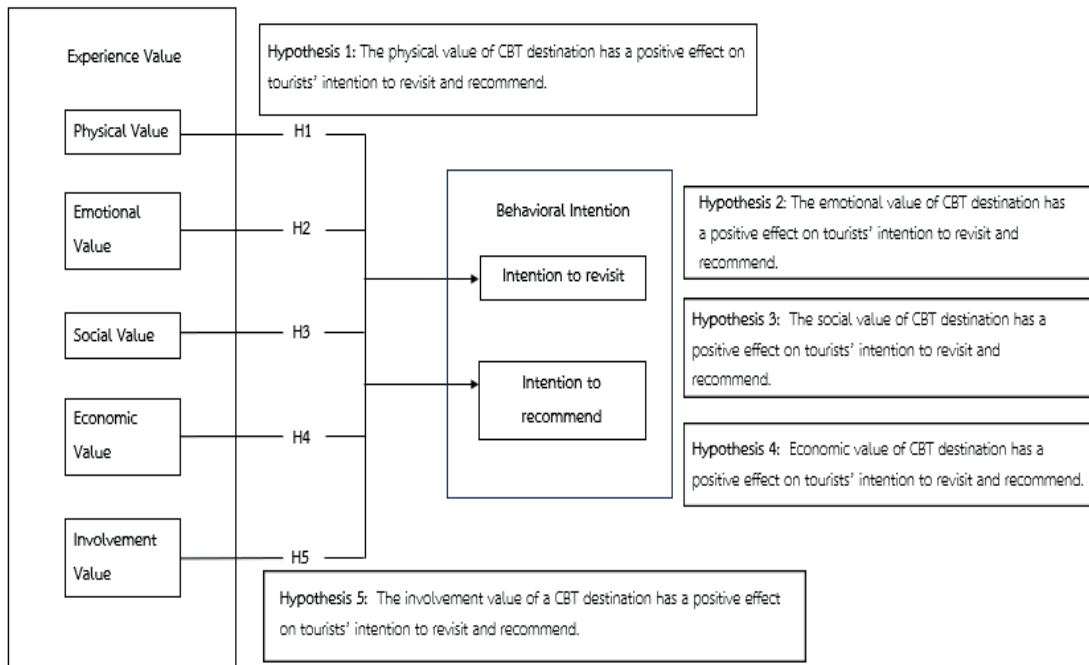 Experience Value
Hypothesis 1: The physical value of CBT destination has a positive effect on
tourists' intention to revisit and recommend.
Physical Value
H1
Emotional
Value
H2
Social Value
H3
Economic
Value
H4
Involvement
Value
H5
Behavioral Intention
Intention to revisit
Intention to
recommend
Hypothesis 2: The emotional value of CBT destination has
a positive effect on tourists' intention to revisit and
recommend.
Hypothesis 3: The social value of CBT destination has a
positive effect on tourists' intention to revisit and
recommend.
Hypothesis 4: Economic value of CBT destination has a
positive effect on tourists' intention to revisit and recommend.
Hypothesis 5: The involvement value of a CBT destination has a positive effect
on tourists' intention to revisit and recommend.